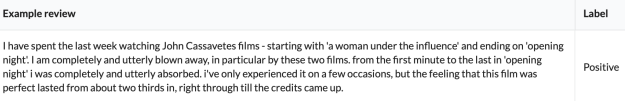 Example review Label
I have spent the last week watching John Cassavetes films - starting with 'a woman under the influence' and ending on 'opening
night'. I am completely and utterly blown away, in particular by these two films. from the first minute to the last in 'opening
night' i was completely and utterly absorbed. i've only experienced it on a few occasions, but the feeling that this film was
perfect lasted from about two thirds in, right through till the credits came up.
Positive